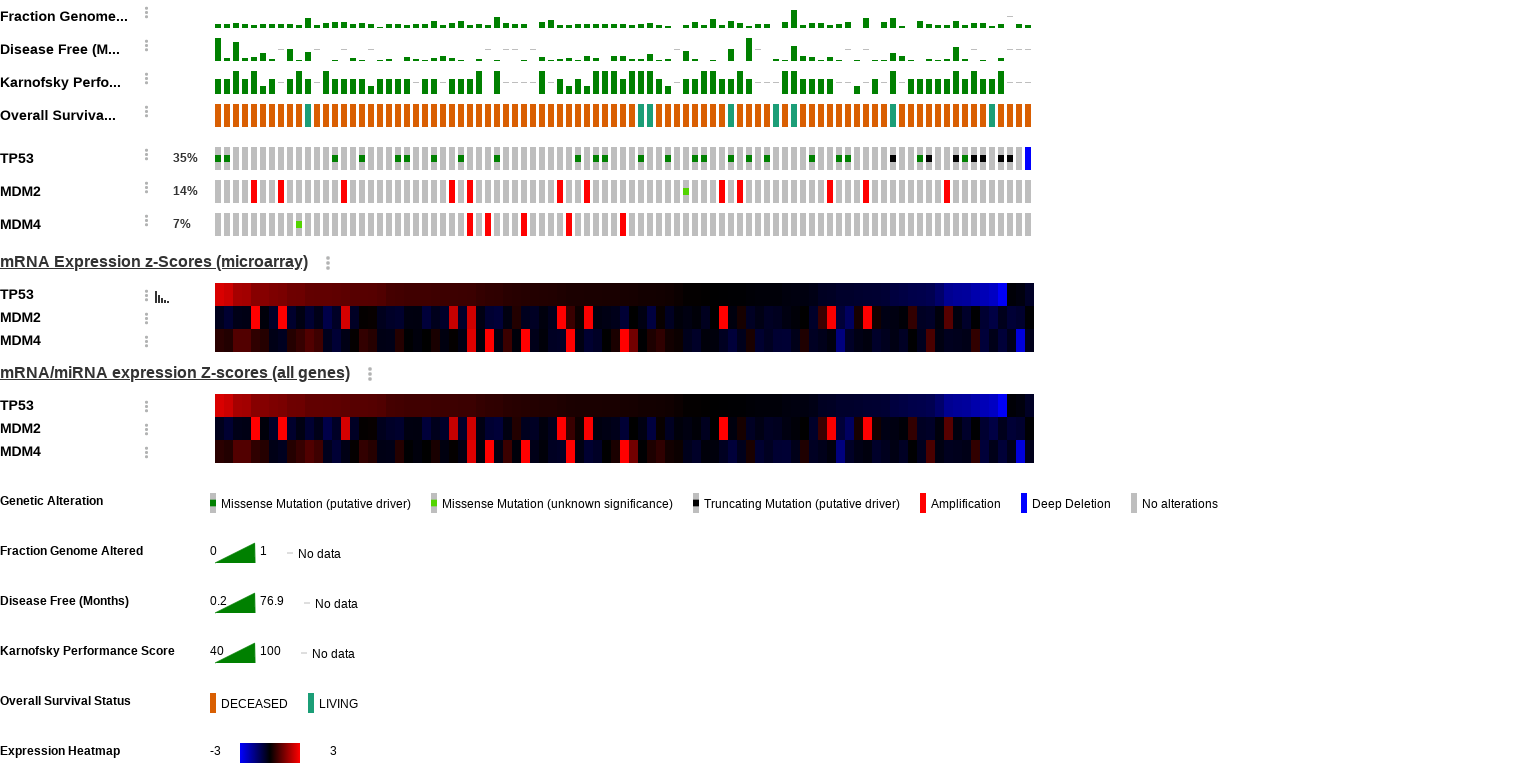 Fraction Genome...
Disease Free (M...
Karnofsky Perfo...
Overall Surviva...
TP53 35%
MDM2 14%
MDM4 7%
mRNA Expression z-Scores (microarray)
TP53
MDM2
MDM4
mRNA/miRNA expression Z-scores (all genes)
TP53
MDM2
MDM4
Genetic Alteration Missense Mutation (putative driver) Missense Mutation (unknown significance) Truncating Mutation (putative driver) Amplification Deep Deletion No alterations
Fraction Genome Altered 0 1 No data
Disease Free (Months) 0.2 76.9 No data
Karnofsky Performance Score 40 100 No data
Overall Survival Status DECEASED LIVING
Expression Heatmap -3 3